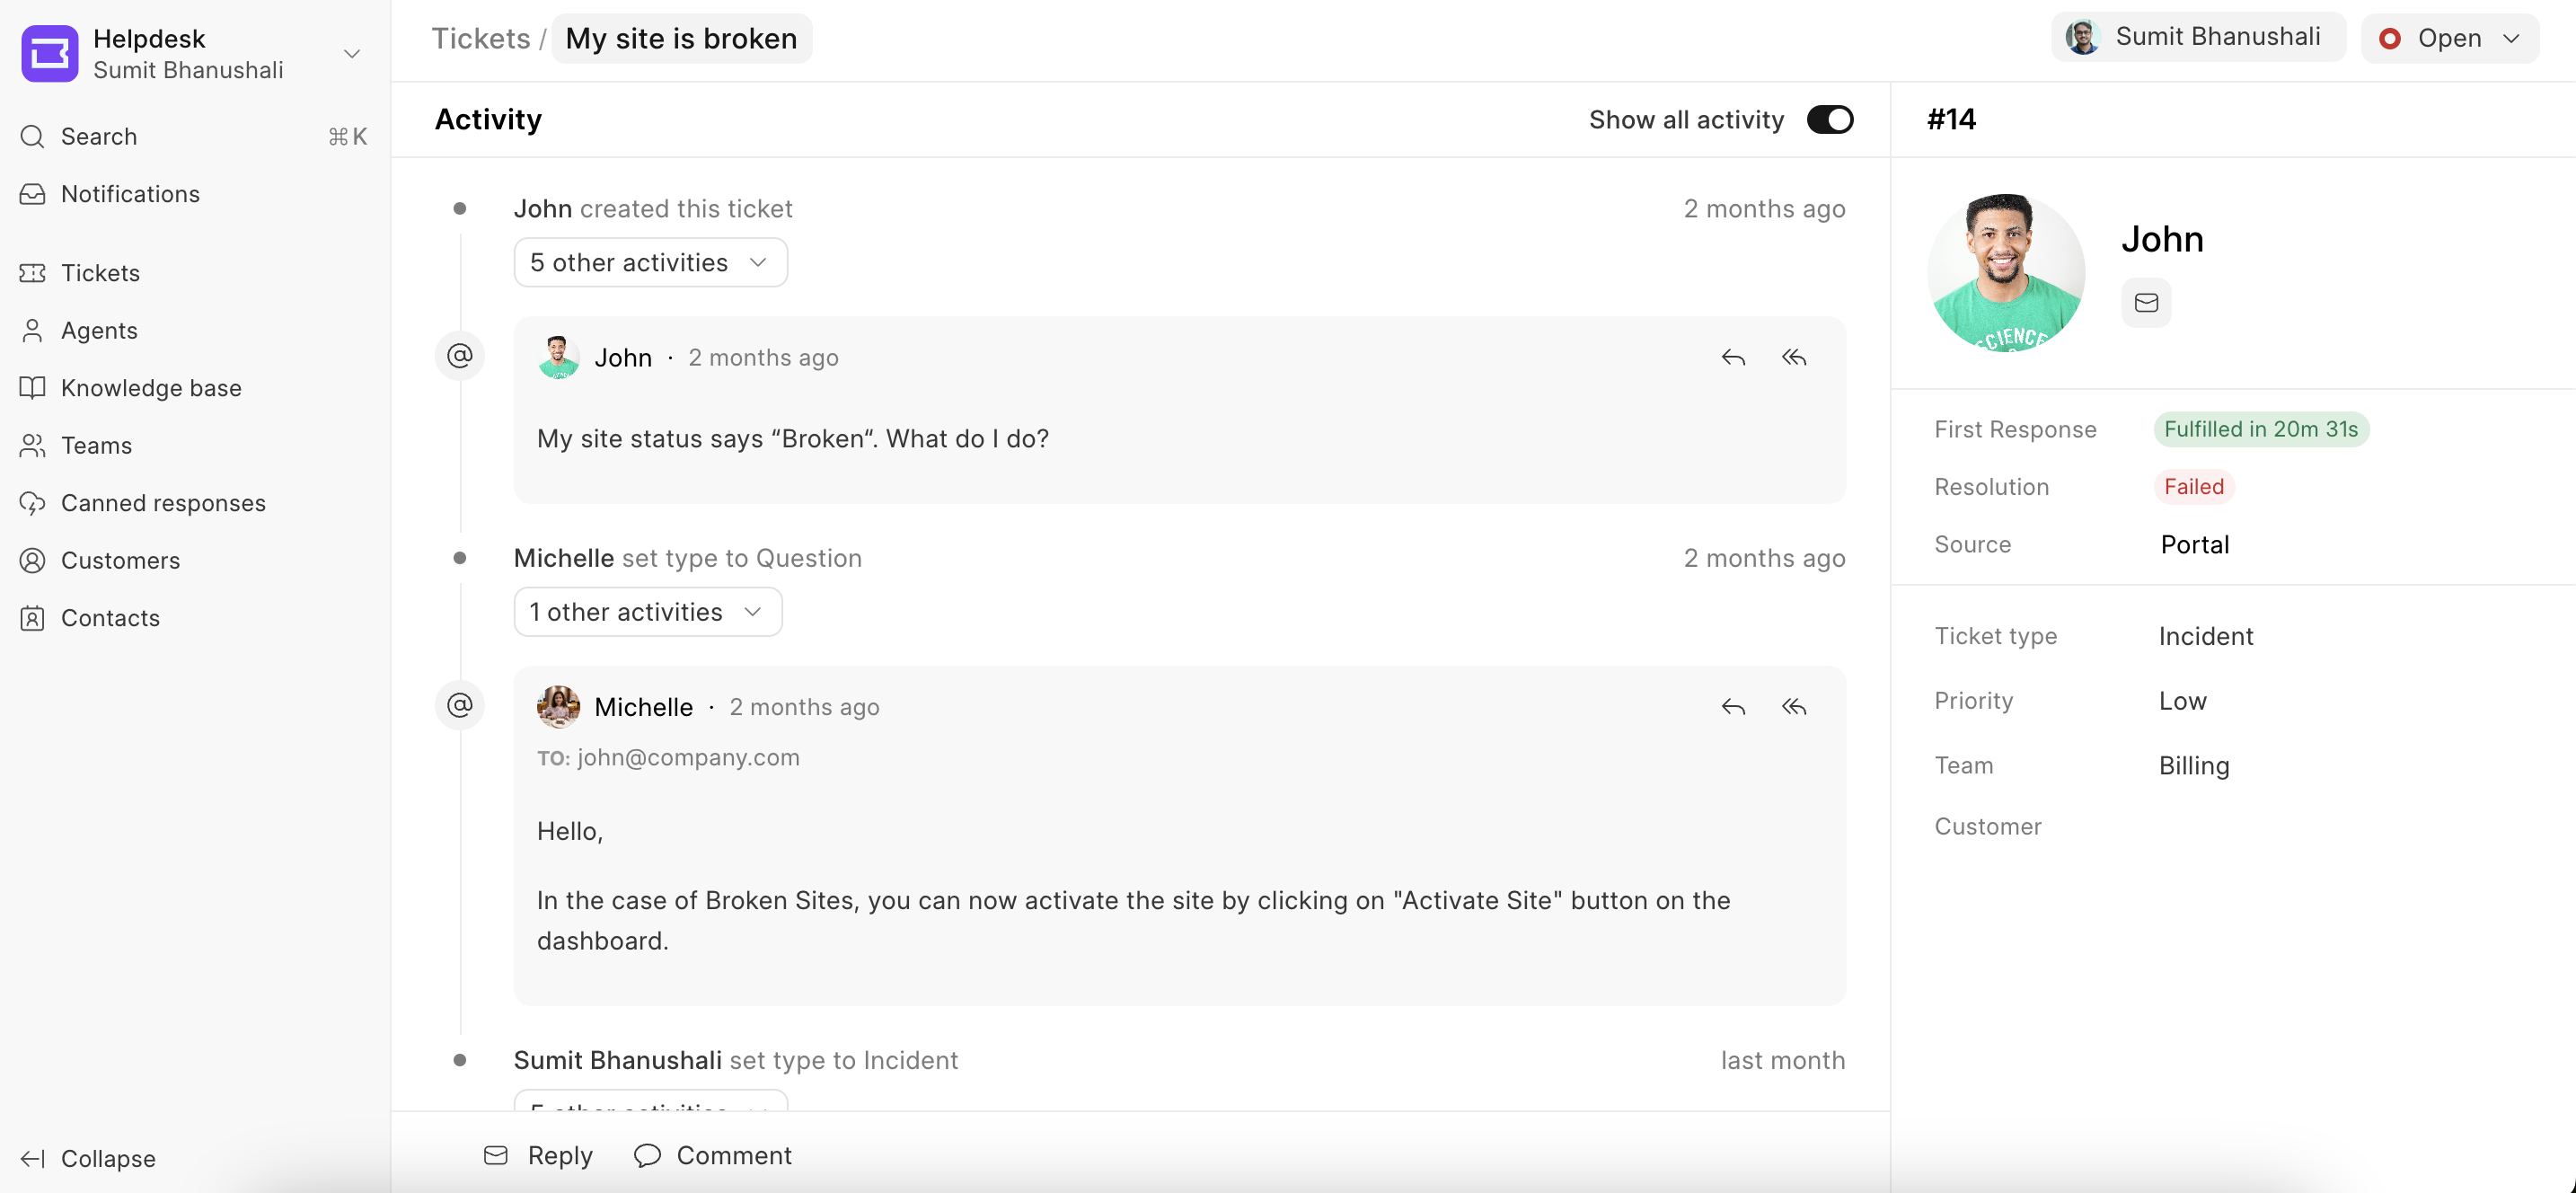 Helpdesk
Sumit Bhanushali
Search ⌘K
Notifications
Tickets
Agents
Knowledge base
Teams
Canned responses
Customers
Contacts
Collapse
Tickets / My site is broken
Sumit Bhanushali
Open
Activity
Show all activity
John created this ticket 2 months ago
5 other activities
@ John · 2 months ago
My site status says “Broken“. What do I do?
Michelle set type to Question 2 months ago
1 other activities
@ Michelle · 2 months ago
TO: john@company.com
Hello,
In the case of Broken Sites, you can now activate the site by clicking on "Activate Site" button on the
dashboard.
Sumit Bhanushali set type to Incident last month
5 other activities
Reply Comment
#14
John
SCIENCE
First Response Fulfilled in 20m 31s
Resolution Failed
Source Portal
Ticket type Incident
Priority Low
Team Billing
Customer